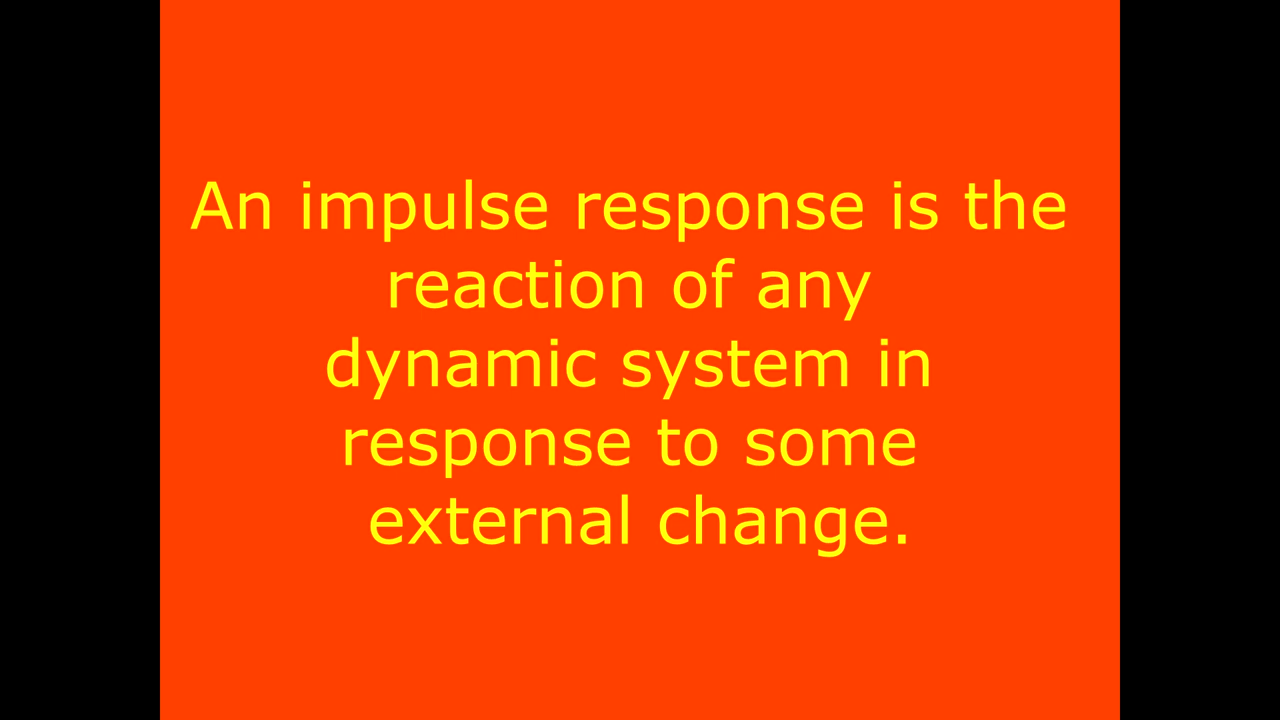 An impulse response is the
reaction of any
dynamic system in
response to some
external change.